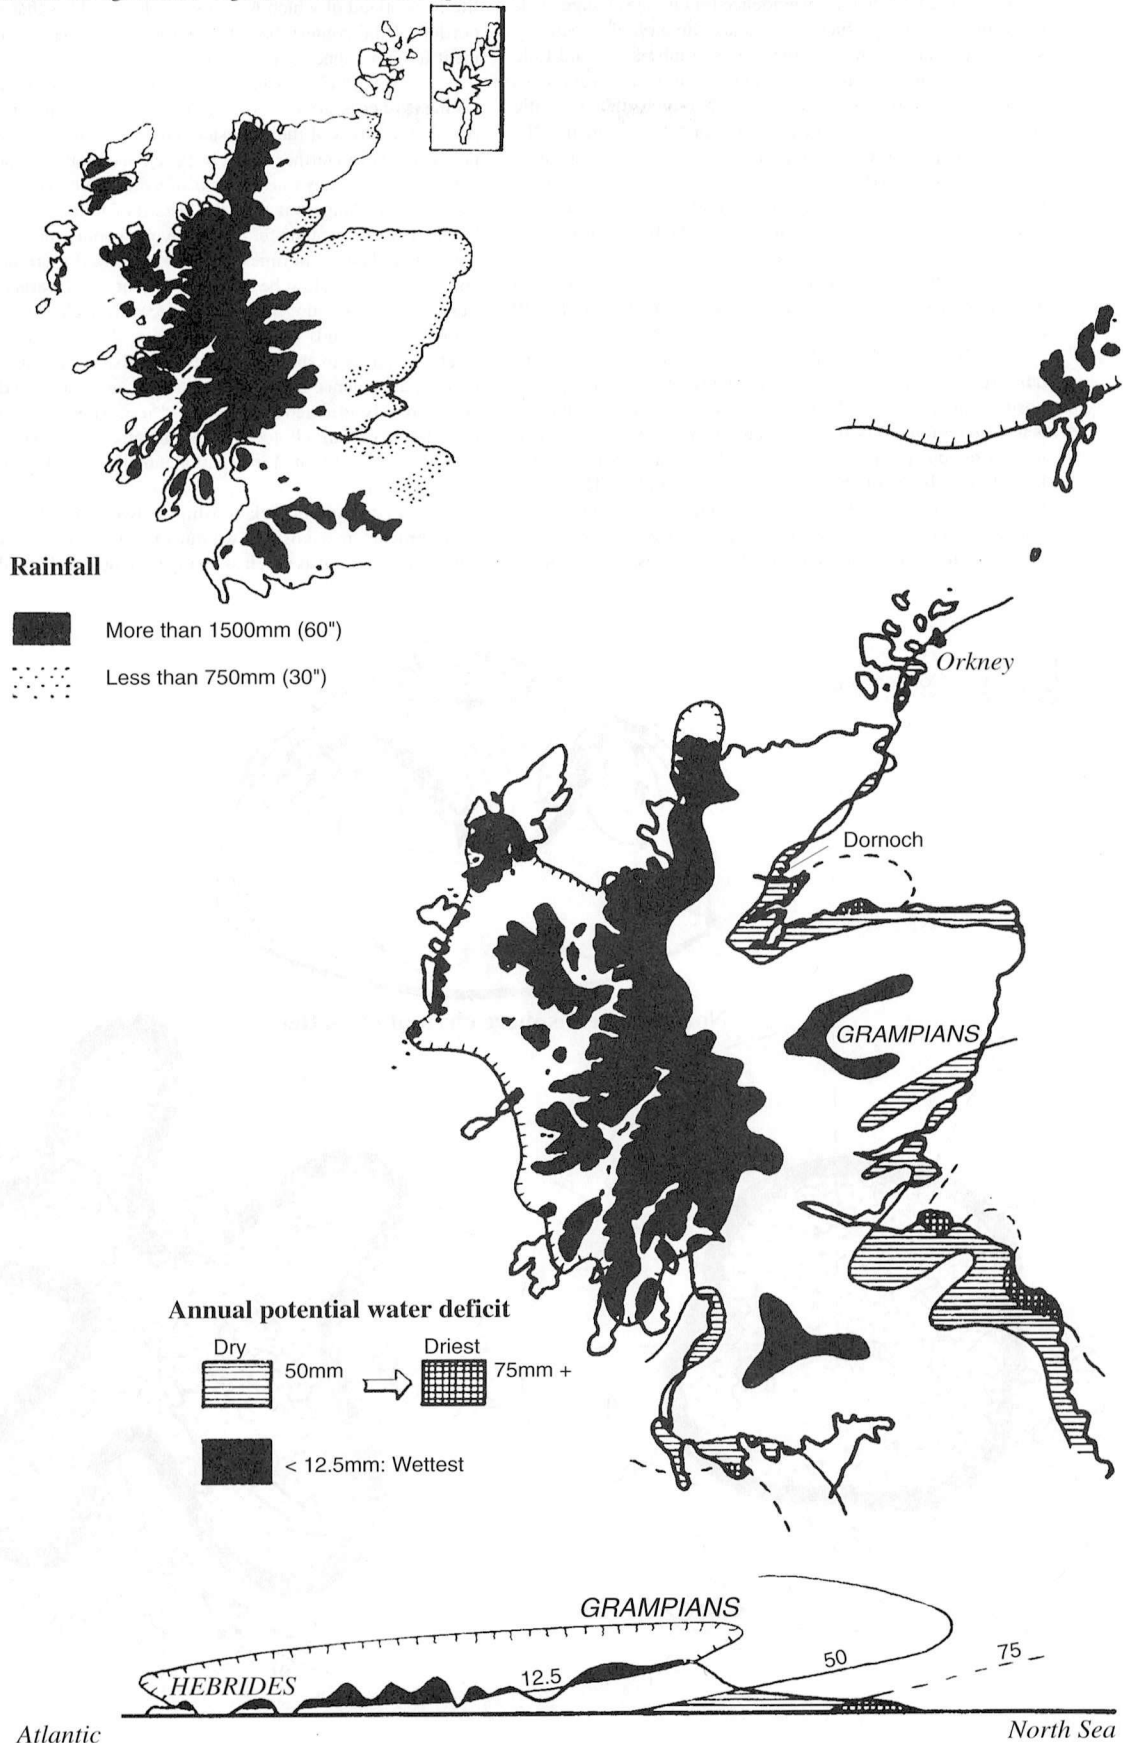 Rainfall
More than 1500mm (60")
Less than 750mm (30")
Orkney
Dornoch
GRAMPIANS
Annual potential water deficit
Dry
Driest
50mm
75mm +
< 12.5mm: Wettest
GRAMPIANS
HEBRIDES
12.5
50
75
Atlantic
North Sea